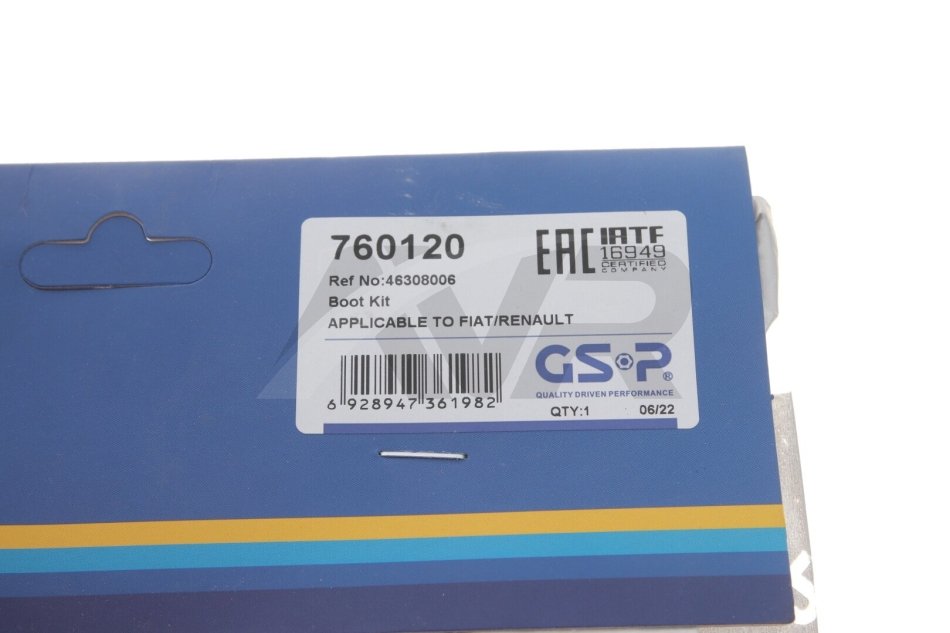 760120
EAC IATF
16949
CERTIFIED
COMPANY
Ref No:46308006
Boot Kit
APPLICABLE TO FIAT/RENAULT
GSP®
QUALITY DRIVEN PERFORMANCE
6 928947 361982
QTY:1 06/22
AVR
S